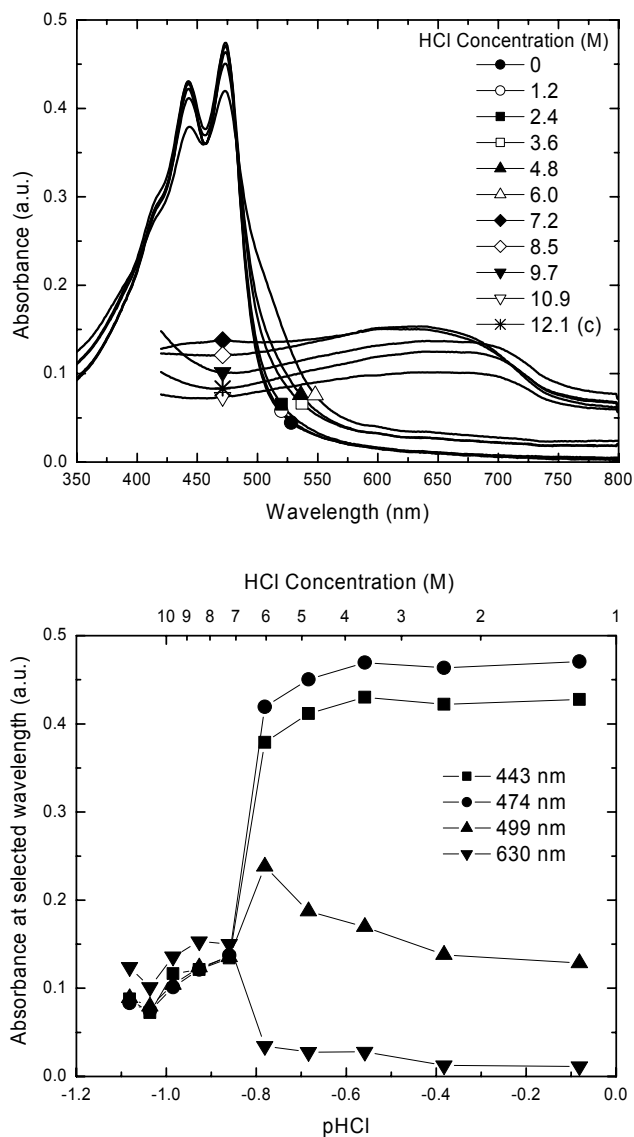 HCl Concentration (M)
0
1.2
2.4
3.6
4.8
6.0
7.2
8.5
9.7
10.9
12.1 (c)
0.5
0.4
0.3
0.2
0.1
0.0
Absorbance (a.u.)
350 400 450 500 550 600 650 700 750 800
Wavelength (nm)
HCl Concentration (M)
10 9 8 7 6 5 4 3 2 1
0.5
0.4
0.3
0.2
0.1
0.0
Absorbance at selected wavelength (a.u.)
443 nm
474 nm
499 nm
630 nm
-1.2 -1.0 -0.8 -0.6 -0.4 -0.2 0.0
pHCl